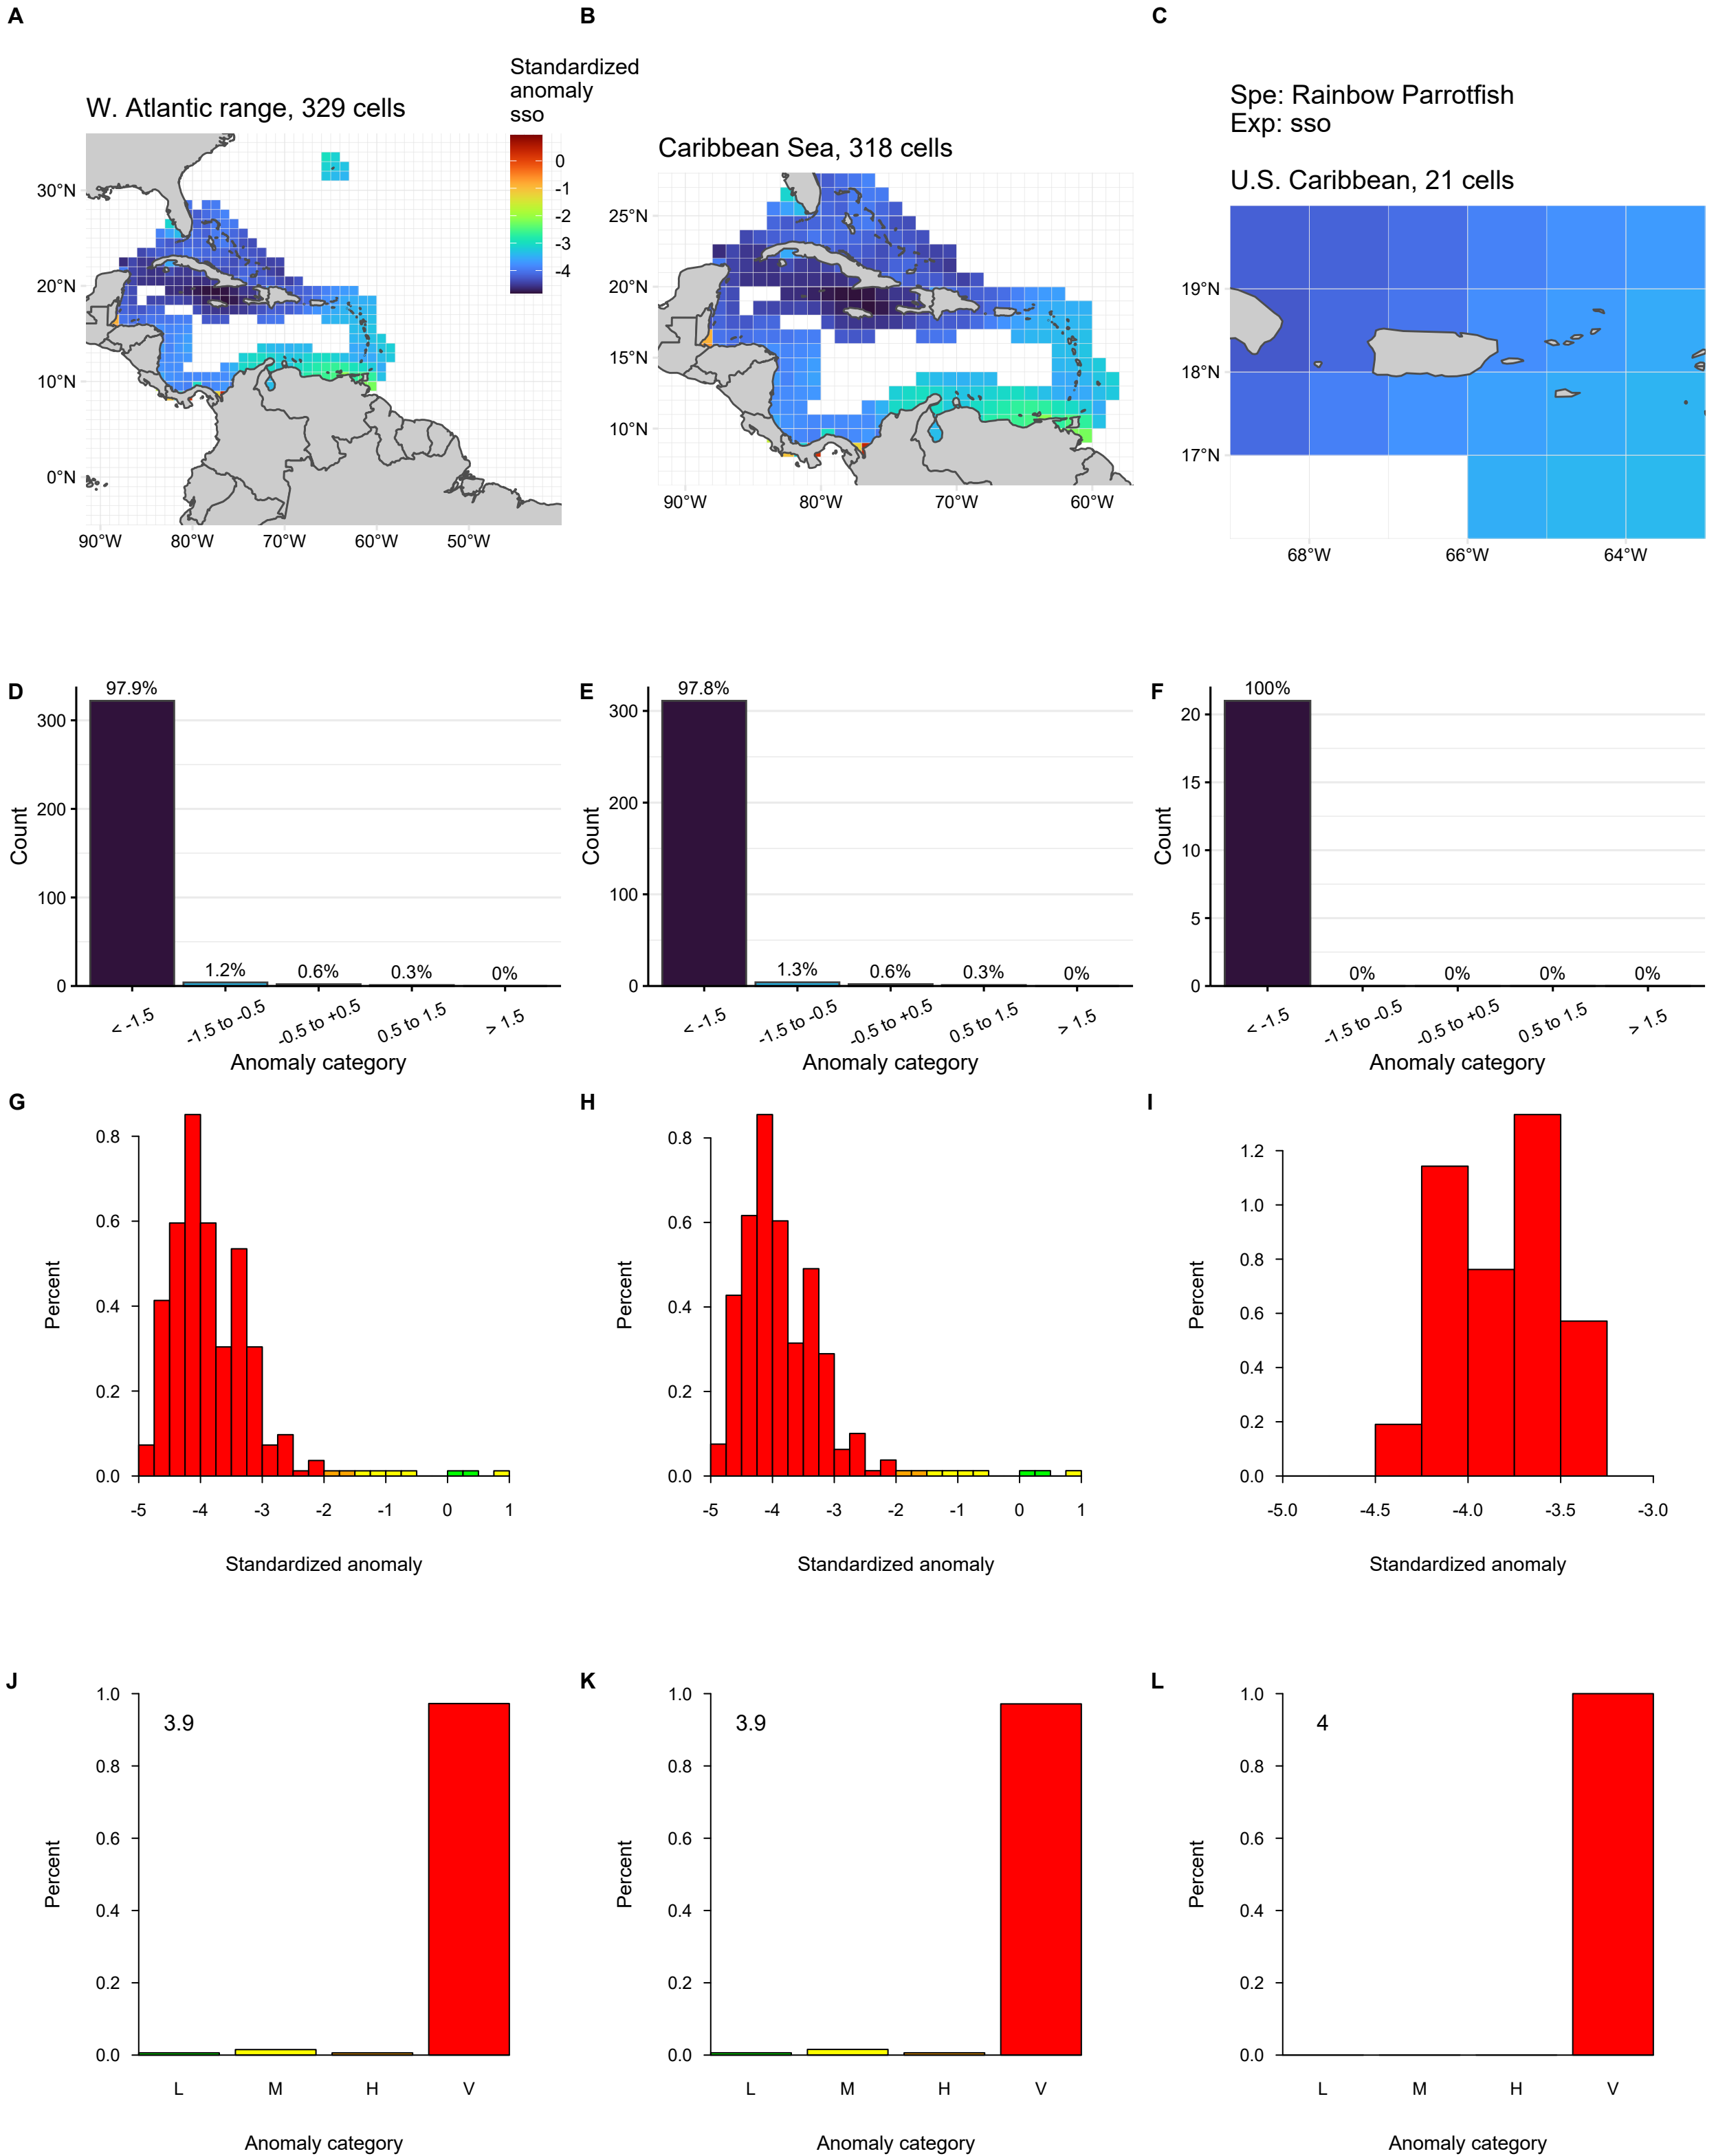 A
B
C
Standardized
anomaly
sso
0
-1
-2
-3
-4
W. Atlantic range, 329 cells
30°N
20°N
10°N
0°N
90°W
80°W
70°W
60°W
50°W
Caribbean Sea, 318 cells
25°N
20°N
15°N
10°N
90°W
80°W
70°W
60°W
Spe: Rainbow Parrotfish
Exp: sso
U.S. Caribbean, 21 cells
19°N
18°N
17°N
68°W
66°W
64°W
D
97.9%
1.2%
0.6%
0.3%
0%
300
200
100
0
Count
< -1.5
-1.5 to -0.5
-0.5 to +0.5
0.5 to 1.5
> 1.5
Anomaly category
E
97.8%
1.3%
0.6%
0.3%
0%
300
200
100
0
Count
< -1.5
-1.5 to -0.5
-0.5 to +0.5
0.5 to 1.5
> 1.5
Anomaly category
F
100%
0%
0%
0%
0%
20
15
10
5
0
Count
< -1.5
-1.5 to -0.5
-0.5 to +0.5
0.5 to 1.5
> 1.5
Anomaly category
G
0.8
0.6
0.4
0.2
0.0
Percent
-5
-4
-3
-2
-1
0
1
Standardized anomaly
H
0.8
0.6
0.4
0.2
0.0
Percent
-5
-4
-3
-2
-1
0
1
Standardized anomaly
I
1.2
1.0
0.8
0.6
0.4
0.2
0.0
Percent
-5.0
-4.5
-4.0
-3.5
-3.0
Standardized anomaly
J
3.9
1.0
0.8
0.6
0.4
0.2
0.0
Percent
L
M
H
V
Anomaly category
K
3.9
1.0
0.8
0.6
0.4
0.2
0.0
Percent
L
M
H
V
Anomaly category
L
4
1.0
0.8
0.6
0.4
0.2
0.0
Percent
L
M
H
V
Anomaly category